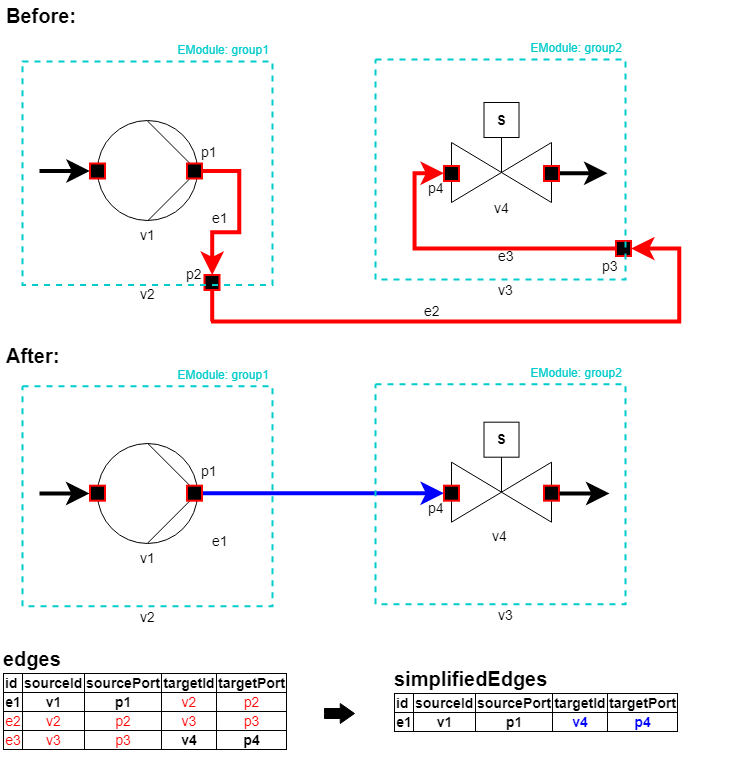 Before:
EModule: group1
EModule: group2
S
p1
p4
v1
v4
e1
e3
p2
p3
v2
v3
e2
After:
EModule: group1
EModule: group2
S
p1
p4
e1
v4
v1
v2
v3
edges
id sourceId sourcePort targetId targetPort
e1 v1 p1 v2 p2
e2 v2 p2 v3 p3
e3 v3 p3 v4 p4
simplifiedEdges
id sourceId sourcePort targetId targetPort
e1 v1 p1 v4 p4